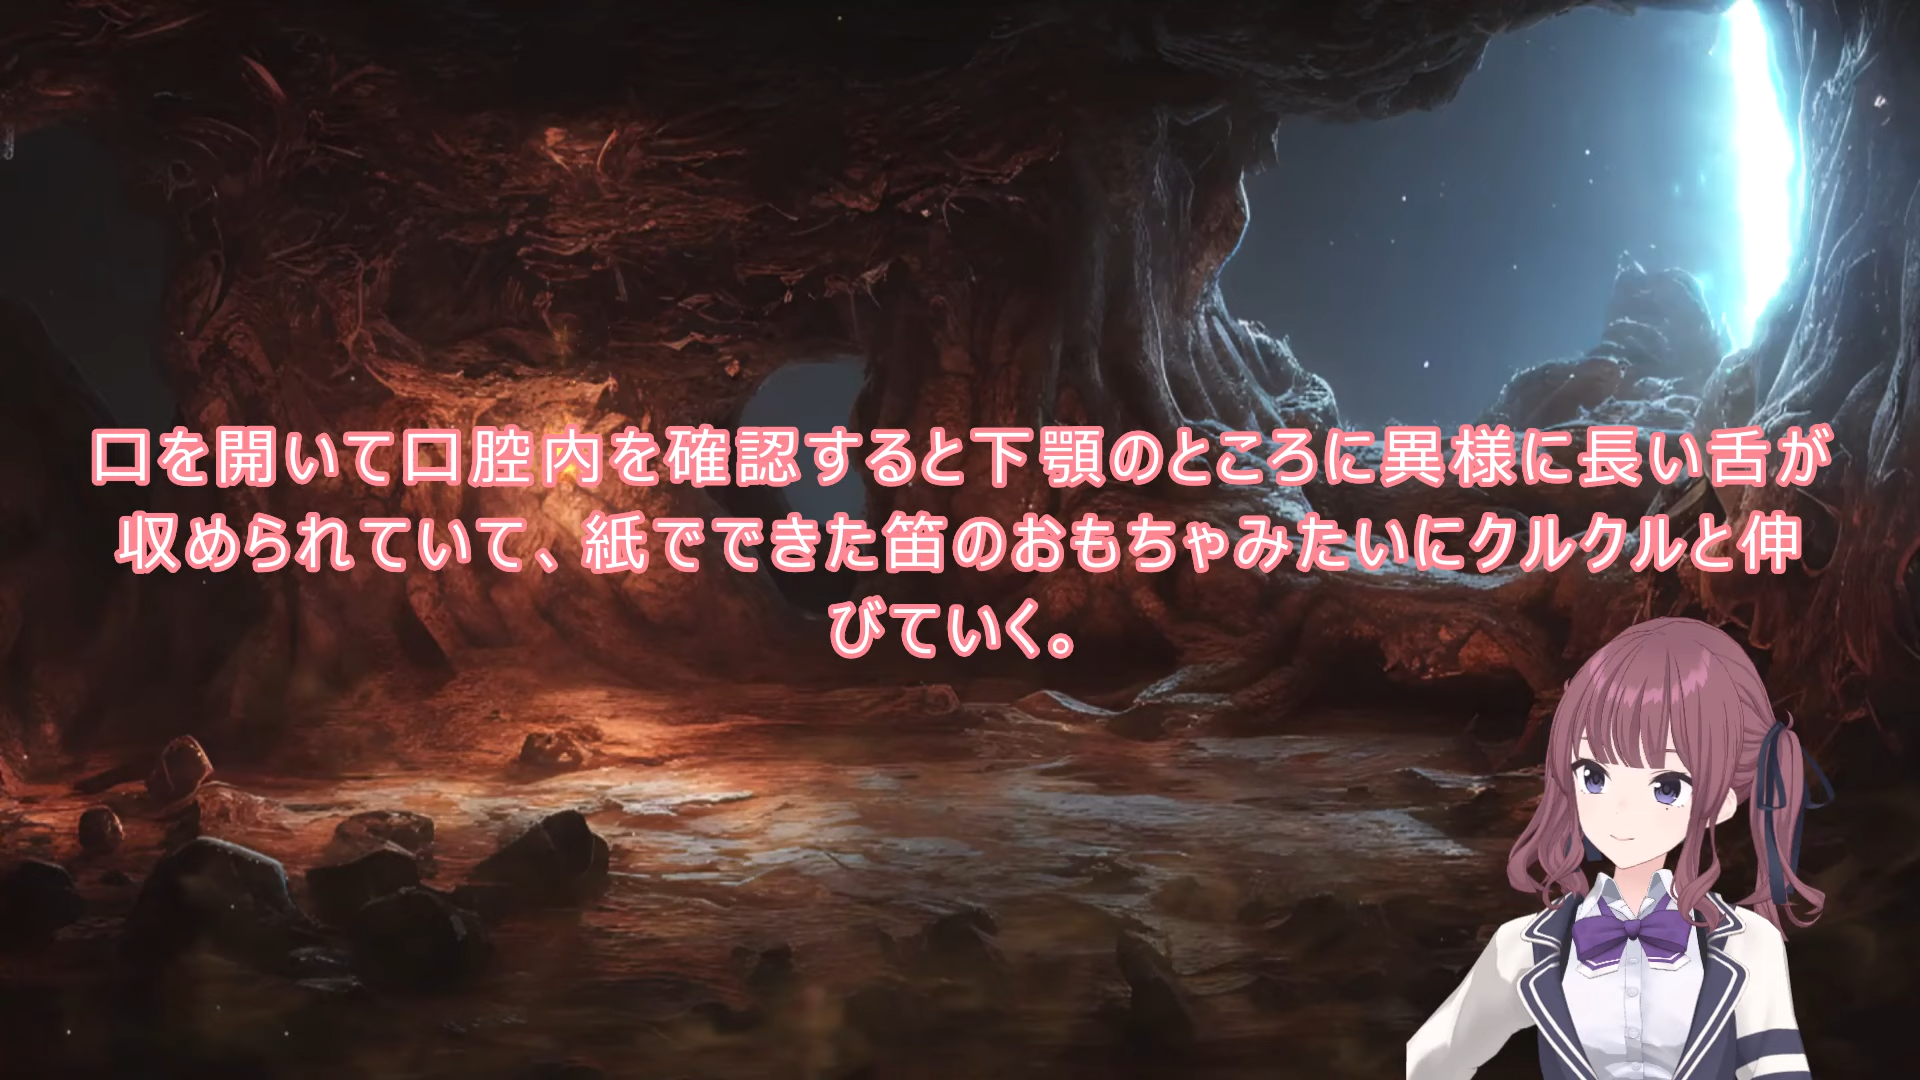 口を開いて口腔内を確認すると下顎のところに異様に長い舌が
収められていて、紙でできた笛のおもちゃみたいにクルクルと伸
びていく。